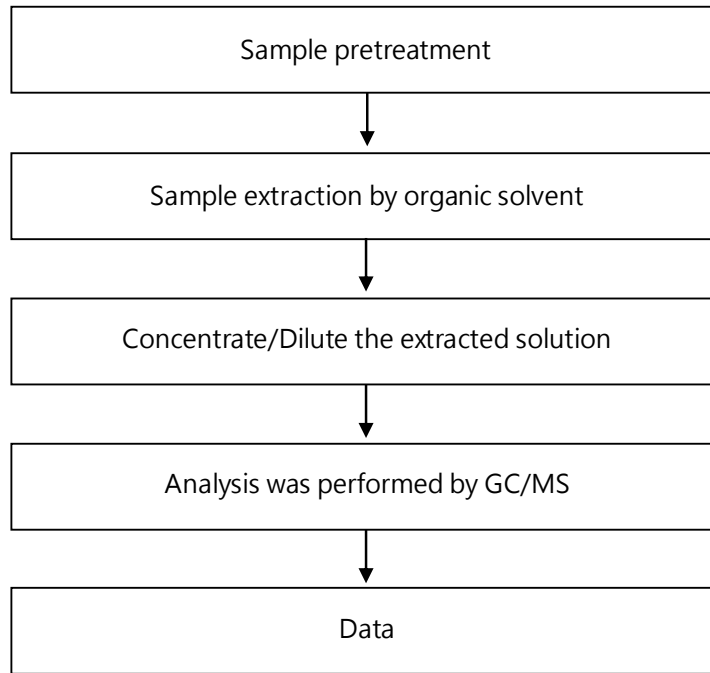 Sample pretreatment
Sample extraction by organic solvent
Concentrate/Dilute the extracted solution
Analysis was performed by GC/MS
Data